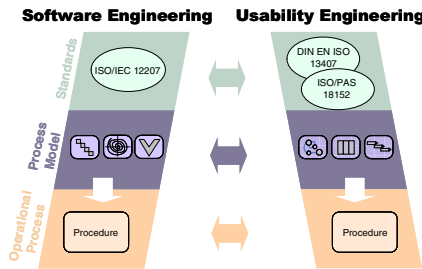 Software Engineering
Usability Engineering
Standards
ISO/IEC 12207
DIN EN ISO
13407
ISO/PAS
18152
Process
Model
Operational
Process
Procedure
Procedure